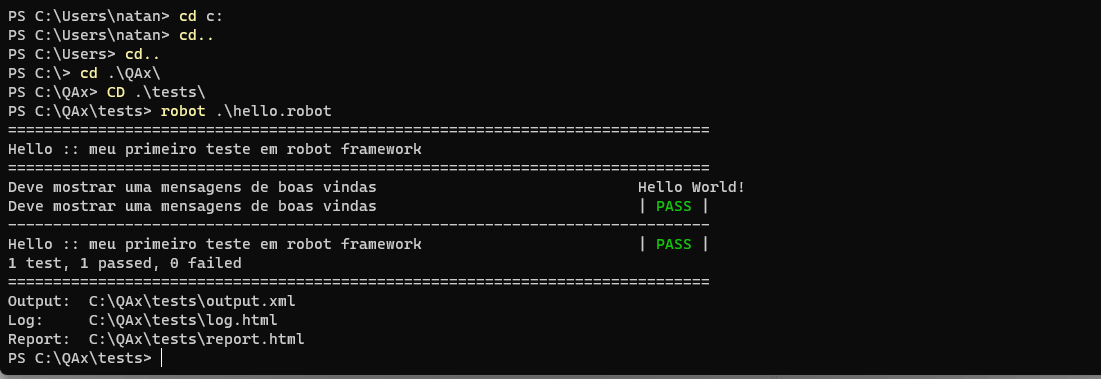 PS C:\Users\natan> cd c:
PS C:\Users\natan> cd..
PS C:\Users> cd..
PS C:\> cd .\QAx\
PS C:\QAx> CD .\tests\
PS C:\QAx\tests> robot .\hello.robot
==============================================================================
Hello :: meu primeiro teste em robot framework
==============================================================================
Deve mostrar uma mensagens de boas vindas                             Hello World!
Deve mostrar uma mensagens de boas vindas                             | PASS |
------------------------------------------------------------------------------
Hello :: meu primeiro teste em robot framework                        | PASS |
1 test, 1 passed, 0 failed
==============================================================================
Output:  C:\QAx\tests\output.xml
Log:     C:\QAx\tests\log.html
Report:  C:\QAx\tests\report.html
PS C:\QAx\tests>